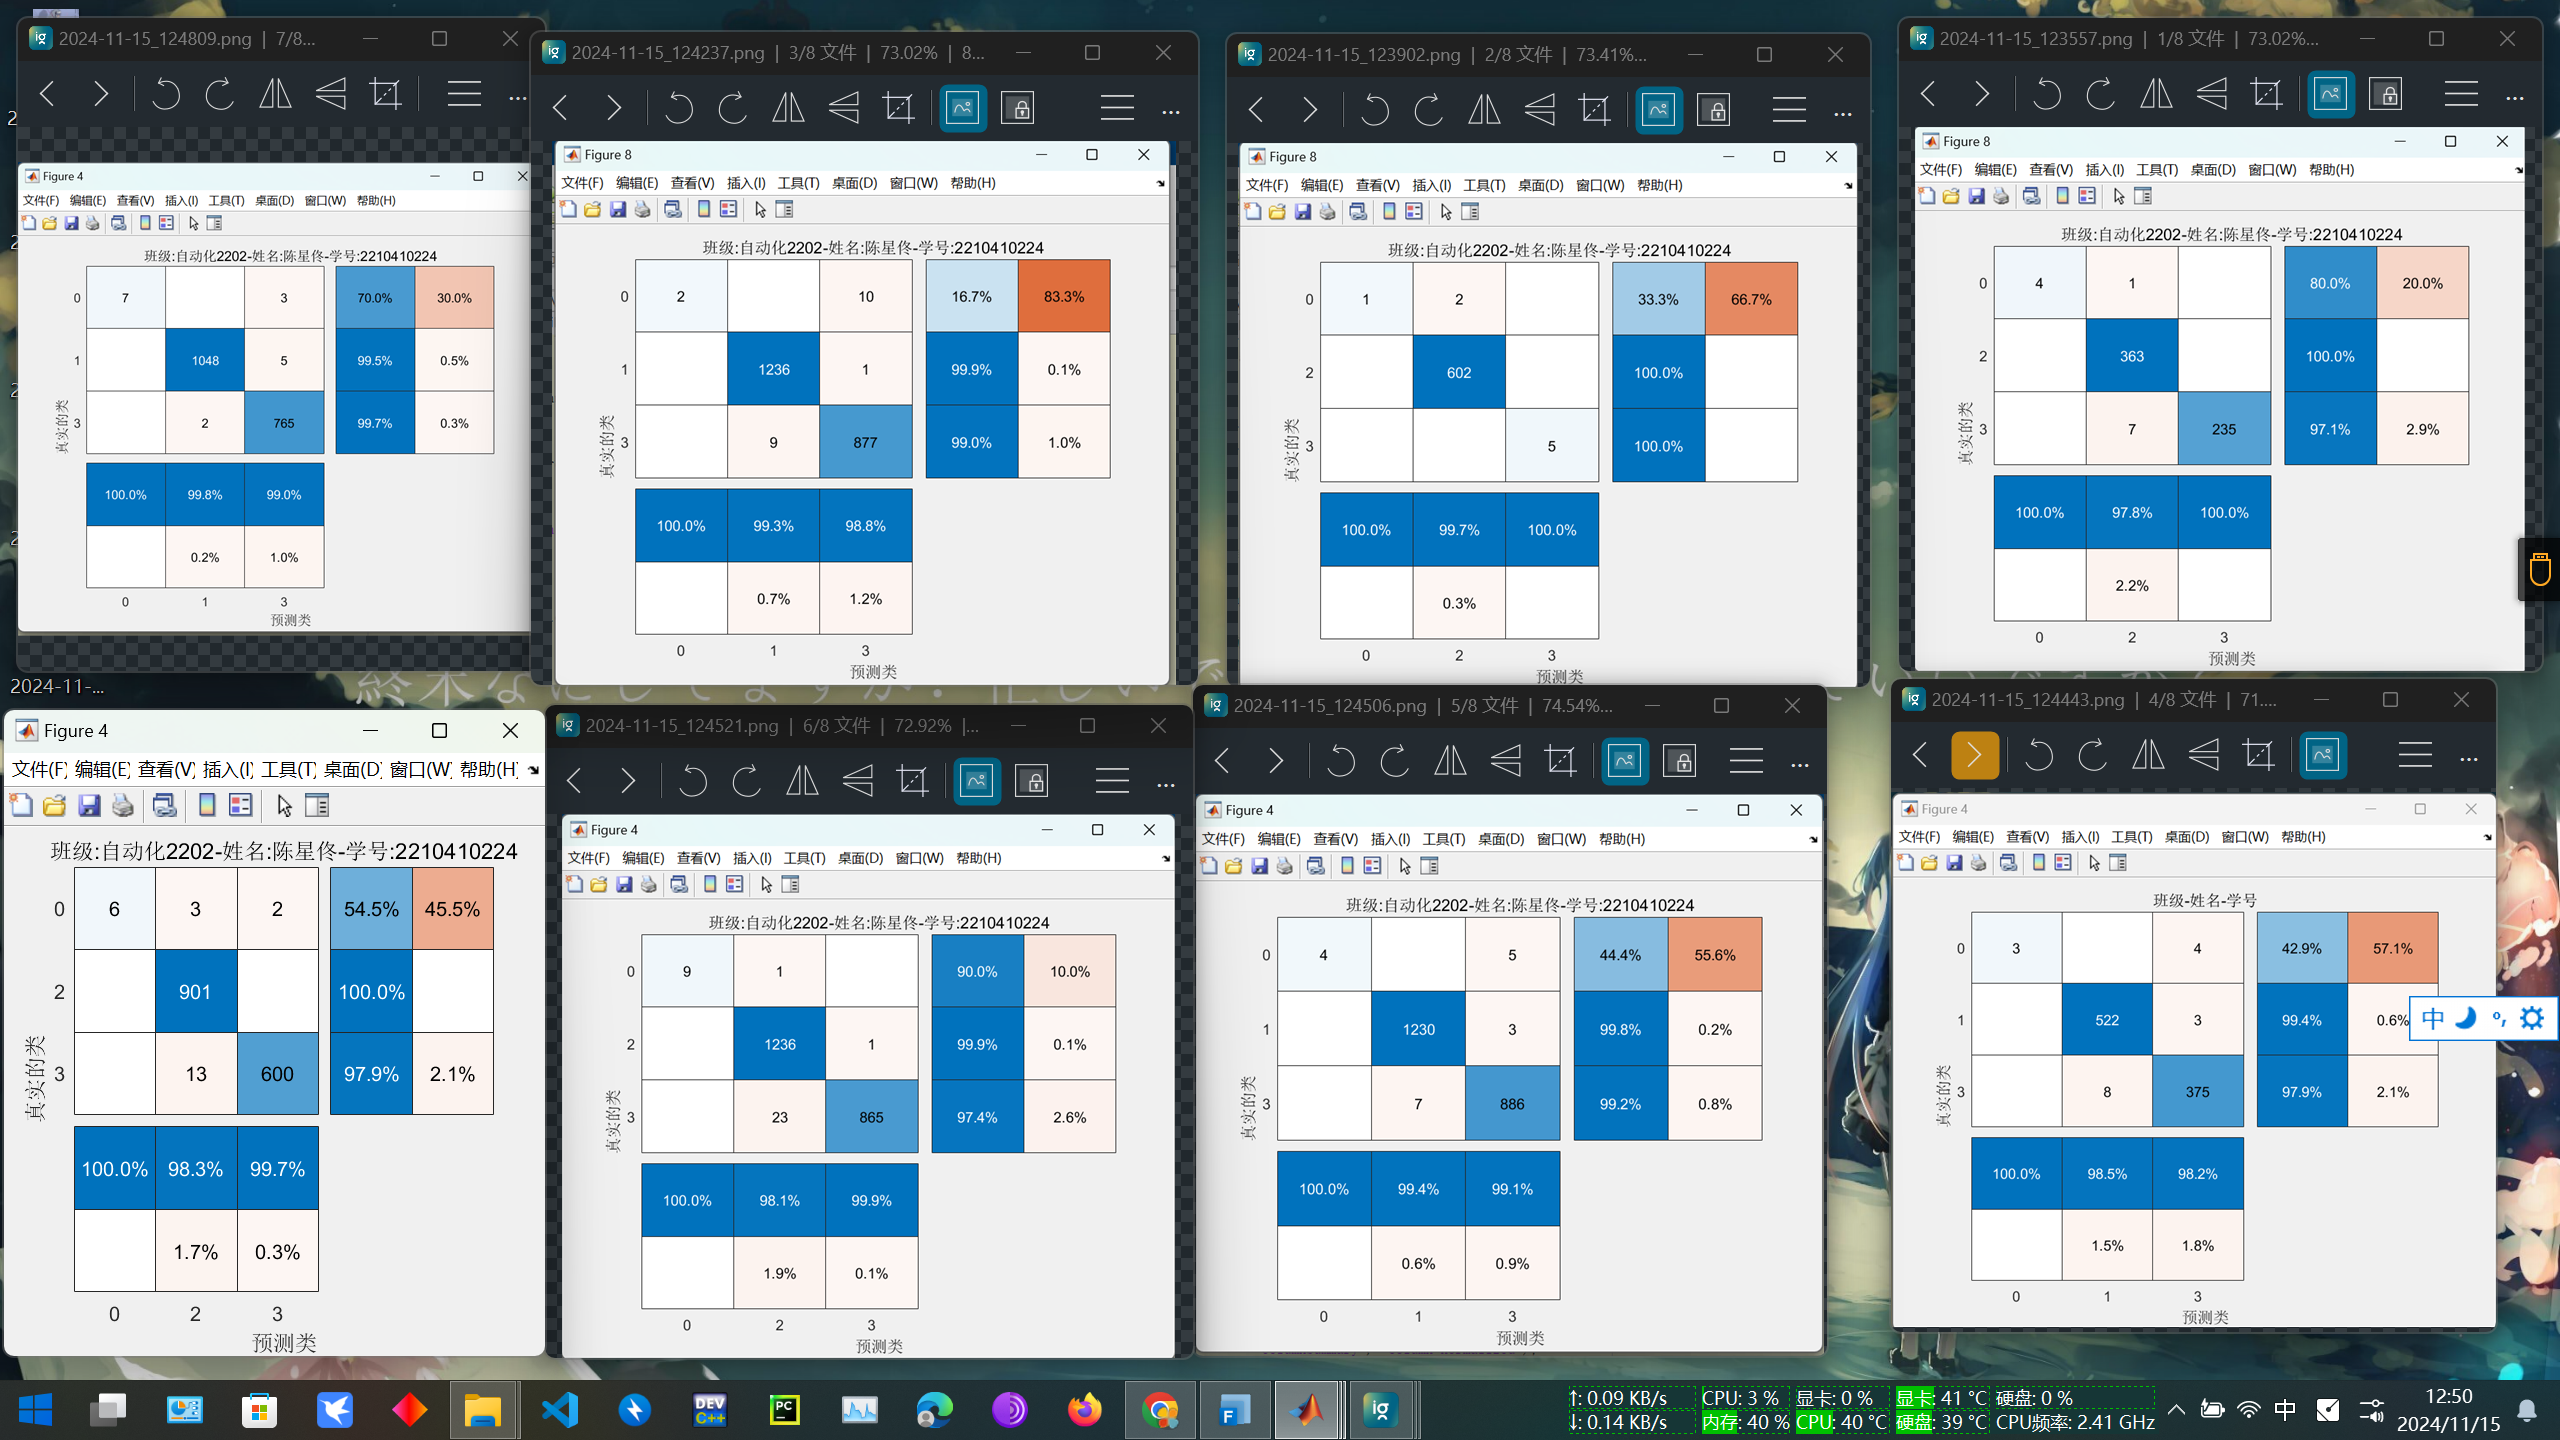 2024-11-15_124809.png | 7/8...
Figure 4
文件(F) 编辑(E) 查看(V) 插入(I) 工具(T) 桌面(D) 窗口(W) 帮助(H)
班级:自动化2202-姓名:陈星佟-学号:2210410224
0 7 3 70.0% 30.0%
1 1048 5 99.5% 0.5%
3 2 765 99.7% 0.3%
真实的类
100.0% 99.8% 99.0%
0.2% 1.0%
0 1 3
预测类
2024-11-15_124237.png | 3/8 文件 | 73.02% | 8...
Figure 8
文件(F) 编辑(E) 查看(V) 插入(I) 工具(T) 桌面(D) 窗口(W) 帮助(H)
班级:自动化2202-姓名:陈星佟-学号:2210410224
0 2 10 16.7% 83.3%
1 1236 1 99.9% 0.1%
3 9 877 99.0% 1.0%
真实的类
100.0% 99.3% 98.8%
0.7% 1.2%
0 1 3
预测类
2024-11-15_123902.png | 2/8 文件 | 73.41%...
Figure 8
文件(F) 编辑(E) 查看(V) 插入(I) 工具(T) 桌面(D) 窗口(W) 帮助(H)
班级:自动化2202-姓名:陈星佟-学号:2210410224
0 1 2 33.3% 66.7%
2 602 100.0%
3 5 100.0%
真实的类
100.0% 99.7% 100.0%
0.3%
0 2 3
预测类
2024-11-15_123557.png | 1/8 文件 | 73.02%...
Figure 8
文件(F) 编辑(E) 查看(V) 插入(I) 工具(T) 桌面(D) 窗口(W) 帮助(H)
班级:自动化2202-姓名:陈星佟-学号:2210410224
0 4 1 80.0% 20.0%
2 363 100.0%
3 7 235 97.1% 2.9%
真实的类
100.0% 97.8% 100.0%
2.2%
0 2 3
预测类
2024-11-...
Figure 4
文件(F) 编辑(E) 查看(V) 插入(I) 工具(T) 桌面(D) 窗口(W) 帮助(H)
班级:自动化2202-姓名:陈星佟-学号:2210410224
0 6 3 2 54.5% 45.5%
2 901 100.0%
3 13 600 97.9% 2.1%
真实的类
100.0% 98.3% 99.7%
1.7% 0.3%
0 2 3
预测类
2024-11-15_124521.png | 6/8 文件 | 72.92% |...
Figure 4
文件(F) 编辑(E) 查看(V) 插入(I) 工具(T) 桌面(D) 窗口(W) 帮助(H)
班级:自动化2202-姓名:陈星佟-学号:2210410224
0 9 1 90.0% 10.0%
2 1236 1 99.9% 0.1%
3 23 865 97.4% 2.6%
真实的类
100.0% 98.1% 99.9%
1.9% 0.1%
0 2 3
预测类
2024-11-15_124506.png | 5/8 文件 | 74.54%...
Figure 4
文件(F) 编辑(E) 查看(V) 插入(I) 工具(T) 桌面(D) 窗口(W) 帮助(H)
班级:自动化2202-姓名:陈星佟-学号:2210410224
0 4 5 44.4% 55.6%
1 1230 3 99.8% 0.2%
3 7 886 99.2% 0.8%
真实的类
100.0% 99.4% 99.1%
0.6% 0.9%
0 1 3
预测类
2024-11-15_124443.png | 4/8 文件 | 71....
Figure 4
文件(F) 编辑(E) 查看(V) 插入(I) 工具(T) 桌面(D) 窗口(W) 帮助(H)
班级-姓名-学号
0 3 4 42.9% 57.1%
1 522 3 99.4% 0.6%
3 8 375 97.9% 2.1%
真实的类
100.0% 98.5% 98.2%
1.5% 1.8%
0 1 3
预测类
中
↑: 0.09 KB/s CPU: 3 % 显卡: 0 % 显卡: 41 °C 硬盘: 0 %
↓: 0.14 KB/s 内存: 40 % CPU: 40 °C 硬盘: 39 °C CPU频率: 2.41 GHz
中
12:50
2024/11/15